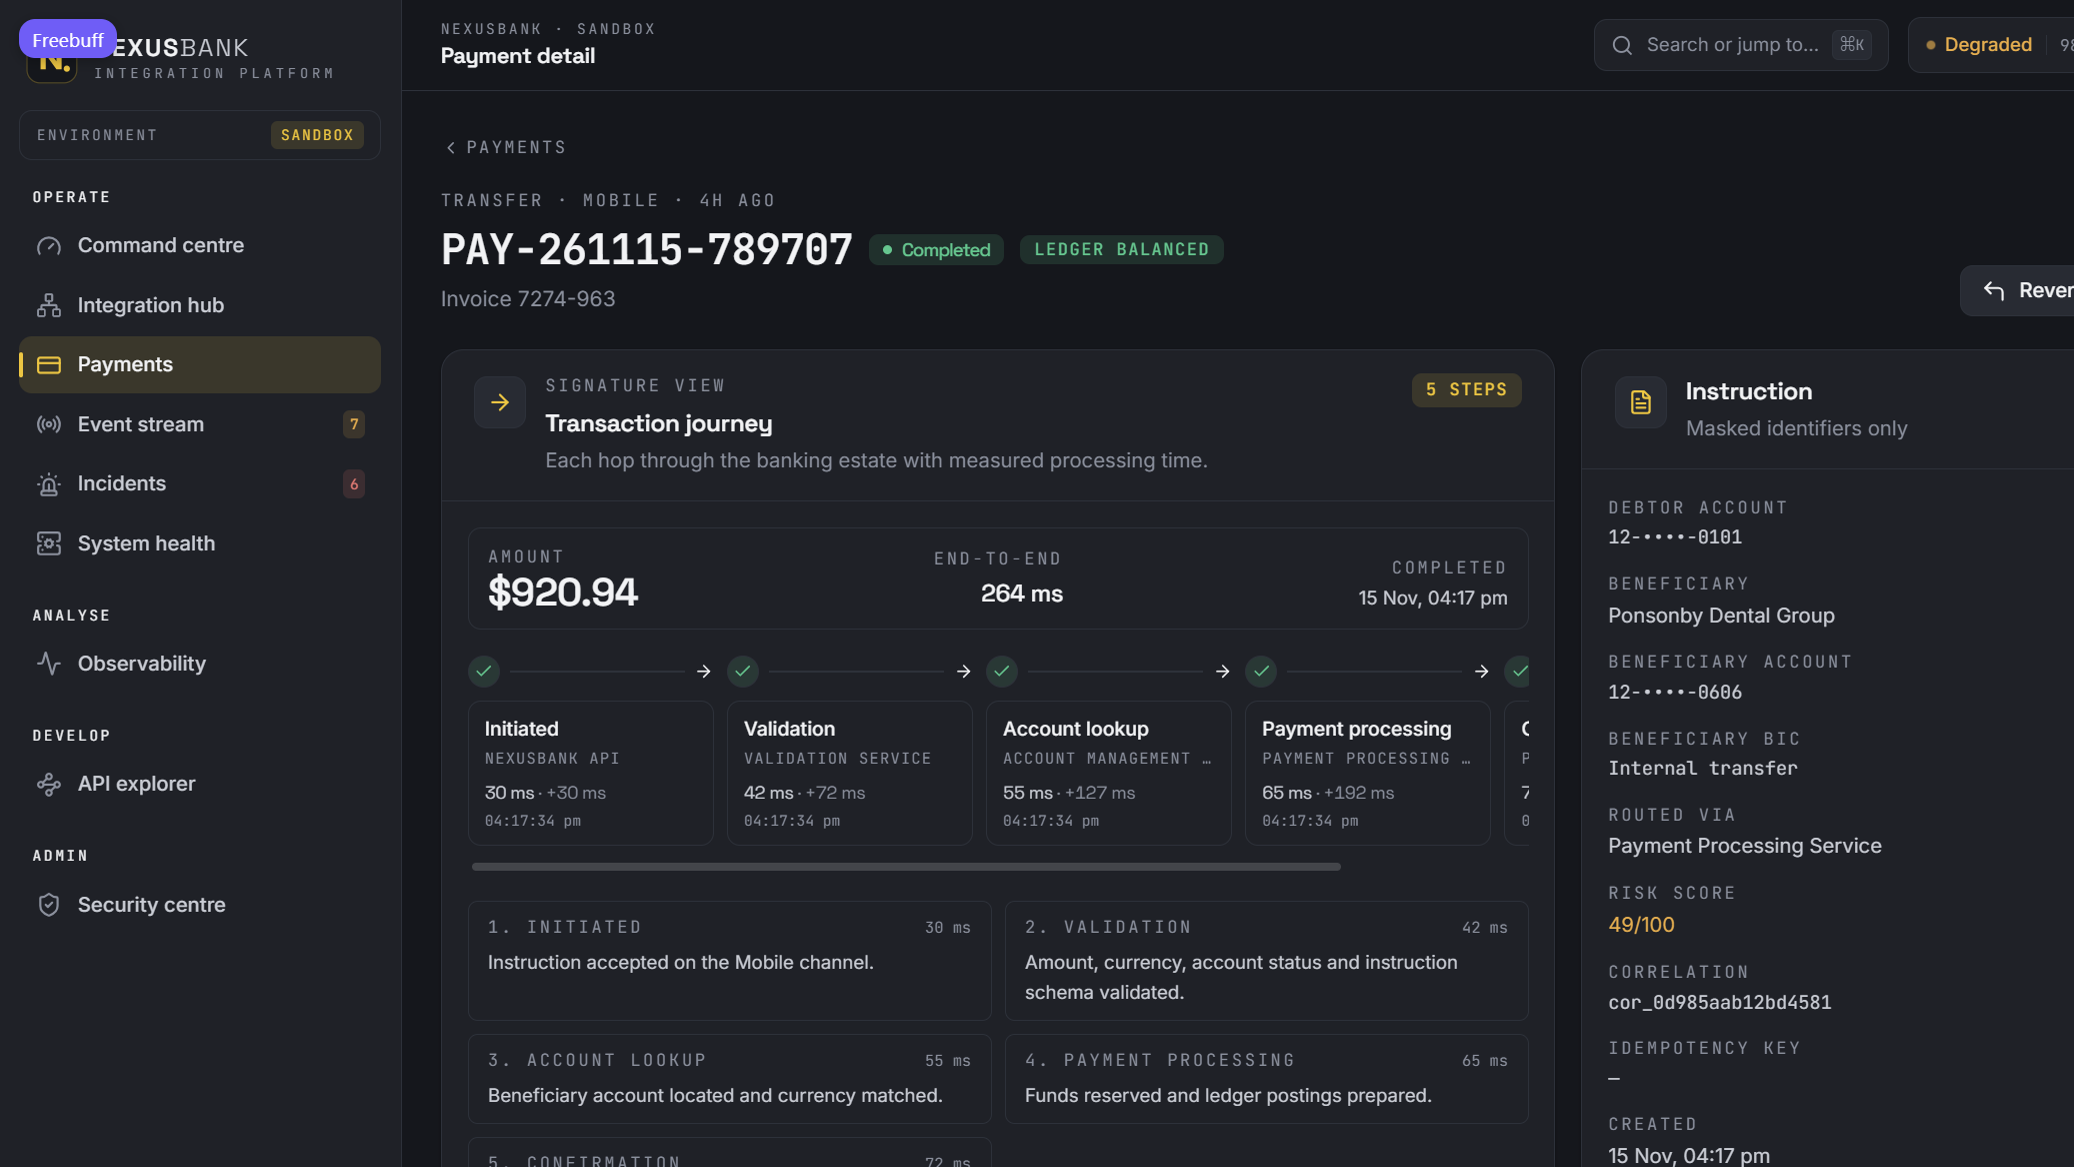 Freebuff
EXUSBANK
INTEGRATION PLATFORM
ENVIRONMENT
SANDBOX
OPERATE
Command centre
Integration hub
Payments
Event stream
7
Incidents
6
System health
ANALYSE
Observability
DEVELOP
API explorer
ADMIN
Security centre
NEXUSBANK · SANDBOX
Payment detail
Search or jump to...
⌘K
Degraded
PAYMENTS
TRANSFER · MOBILE · 4H AGO
PAY-261115-789707
Completed
LEDGER BALANCED
Invoice 7274-963
Rever
SIGNATURE VIEW
Transaction journey
Each hop through the banking estate with measured processing time.
5 STEPS
AMOUNT
$920.94
END-TO-END
264 ms
COMPLETED
15 Nov, 04:17 pm
Initiated
NEXUSBANK API
30 ms · +30 ms
04:17:34 pm
Validation
VALIDATION SERVICE
42 ms · +72 ms
04:17:34 pm
Account lookup
ACCOUNT MANAGEMENT …
55 ms · +127 ms
04:17:34 pm
Payment processing
PAYMENT PROCESSING …
65 ms · +192 ms
04:17:34 pm
1. INITIATED
30 ms
Instruction accepted on the Mobile channel.
2. VALIDATION
42 ms
Amount, currency, account status and instruction
schema validated.
3. ACCOUNT LOOKUP
55 ms
Beneficiary account located and currency matched.
4. PAYMENT PROCESSING
65 ms
Funds reserved and ledger postings prepared.
5. CONFIRMATION
72 ms
Instruction
Masked identifiers only
DEBTOR ACCOUNT
12-••••-0101
BENEFICIARY
Ponsonby Dental Group
BENEFICIARY ACCOUNT
12-••••-0606
BENEFICIARY BIC
Internal transfer
ROUTED VIA
Payment Processing Service
RISK SCORE
49/100
CORRELATION
cor_0d985aab12bd4581
IDEMPOTENCY KEY
—
CREATED
15 Nov, 04:17 pm